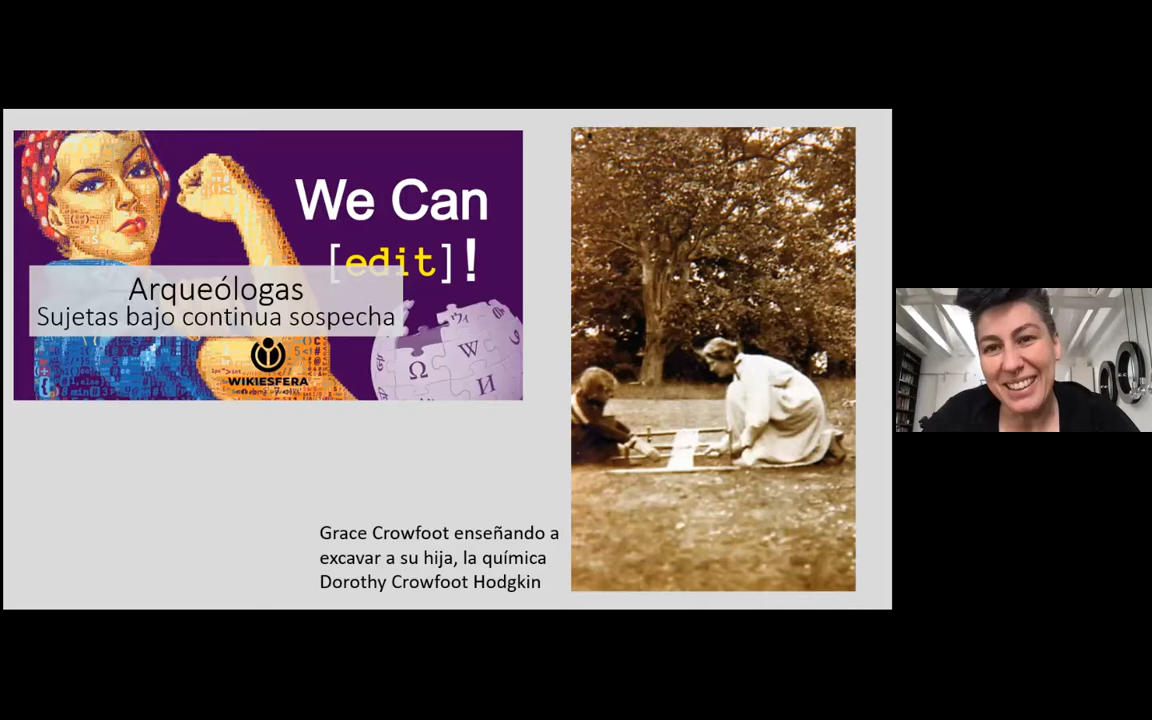 We Can
[edit]!
Arqueólogas
Sujetas bajo continua sospecha
WIKIESFERA
Ω
W
И
Grace Crowfoot enseñando a
excavar a su hija, la química
Dorothy Crowfoot Hodgkin